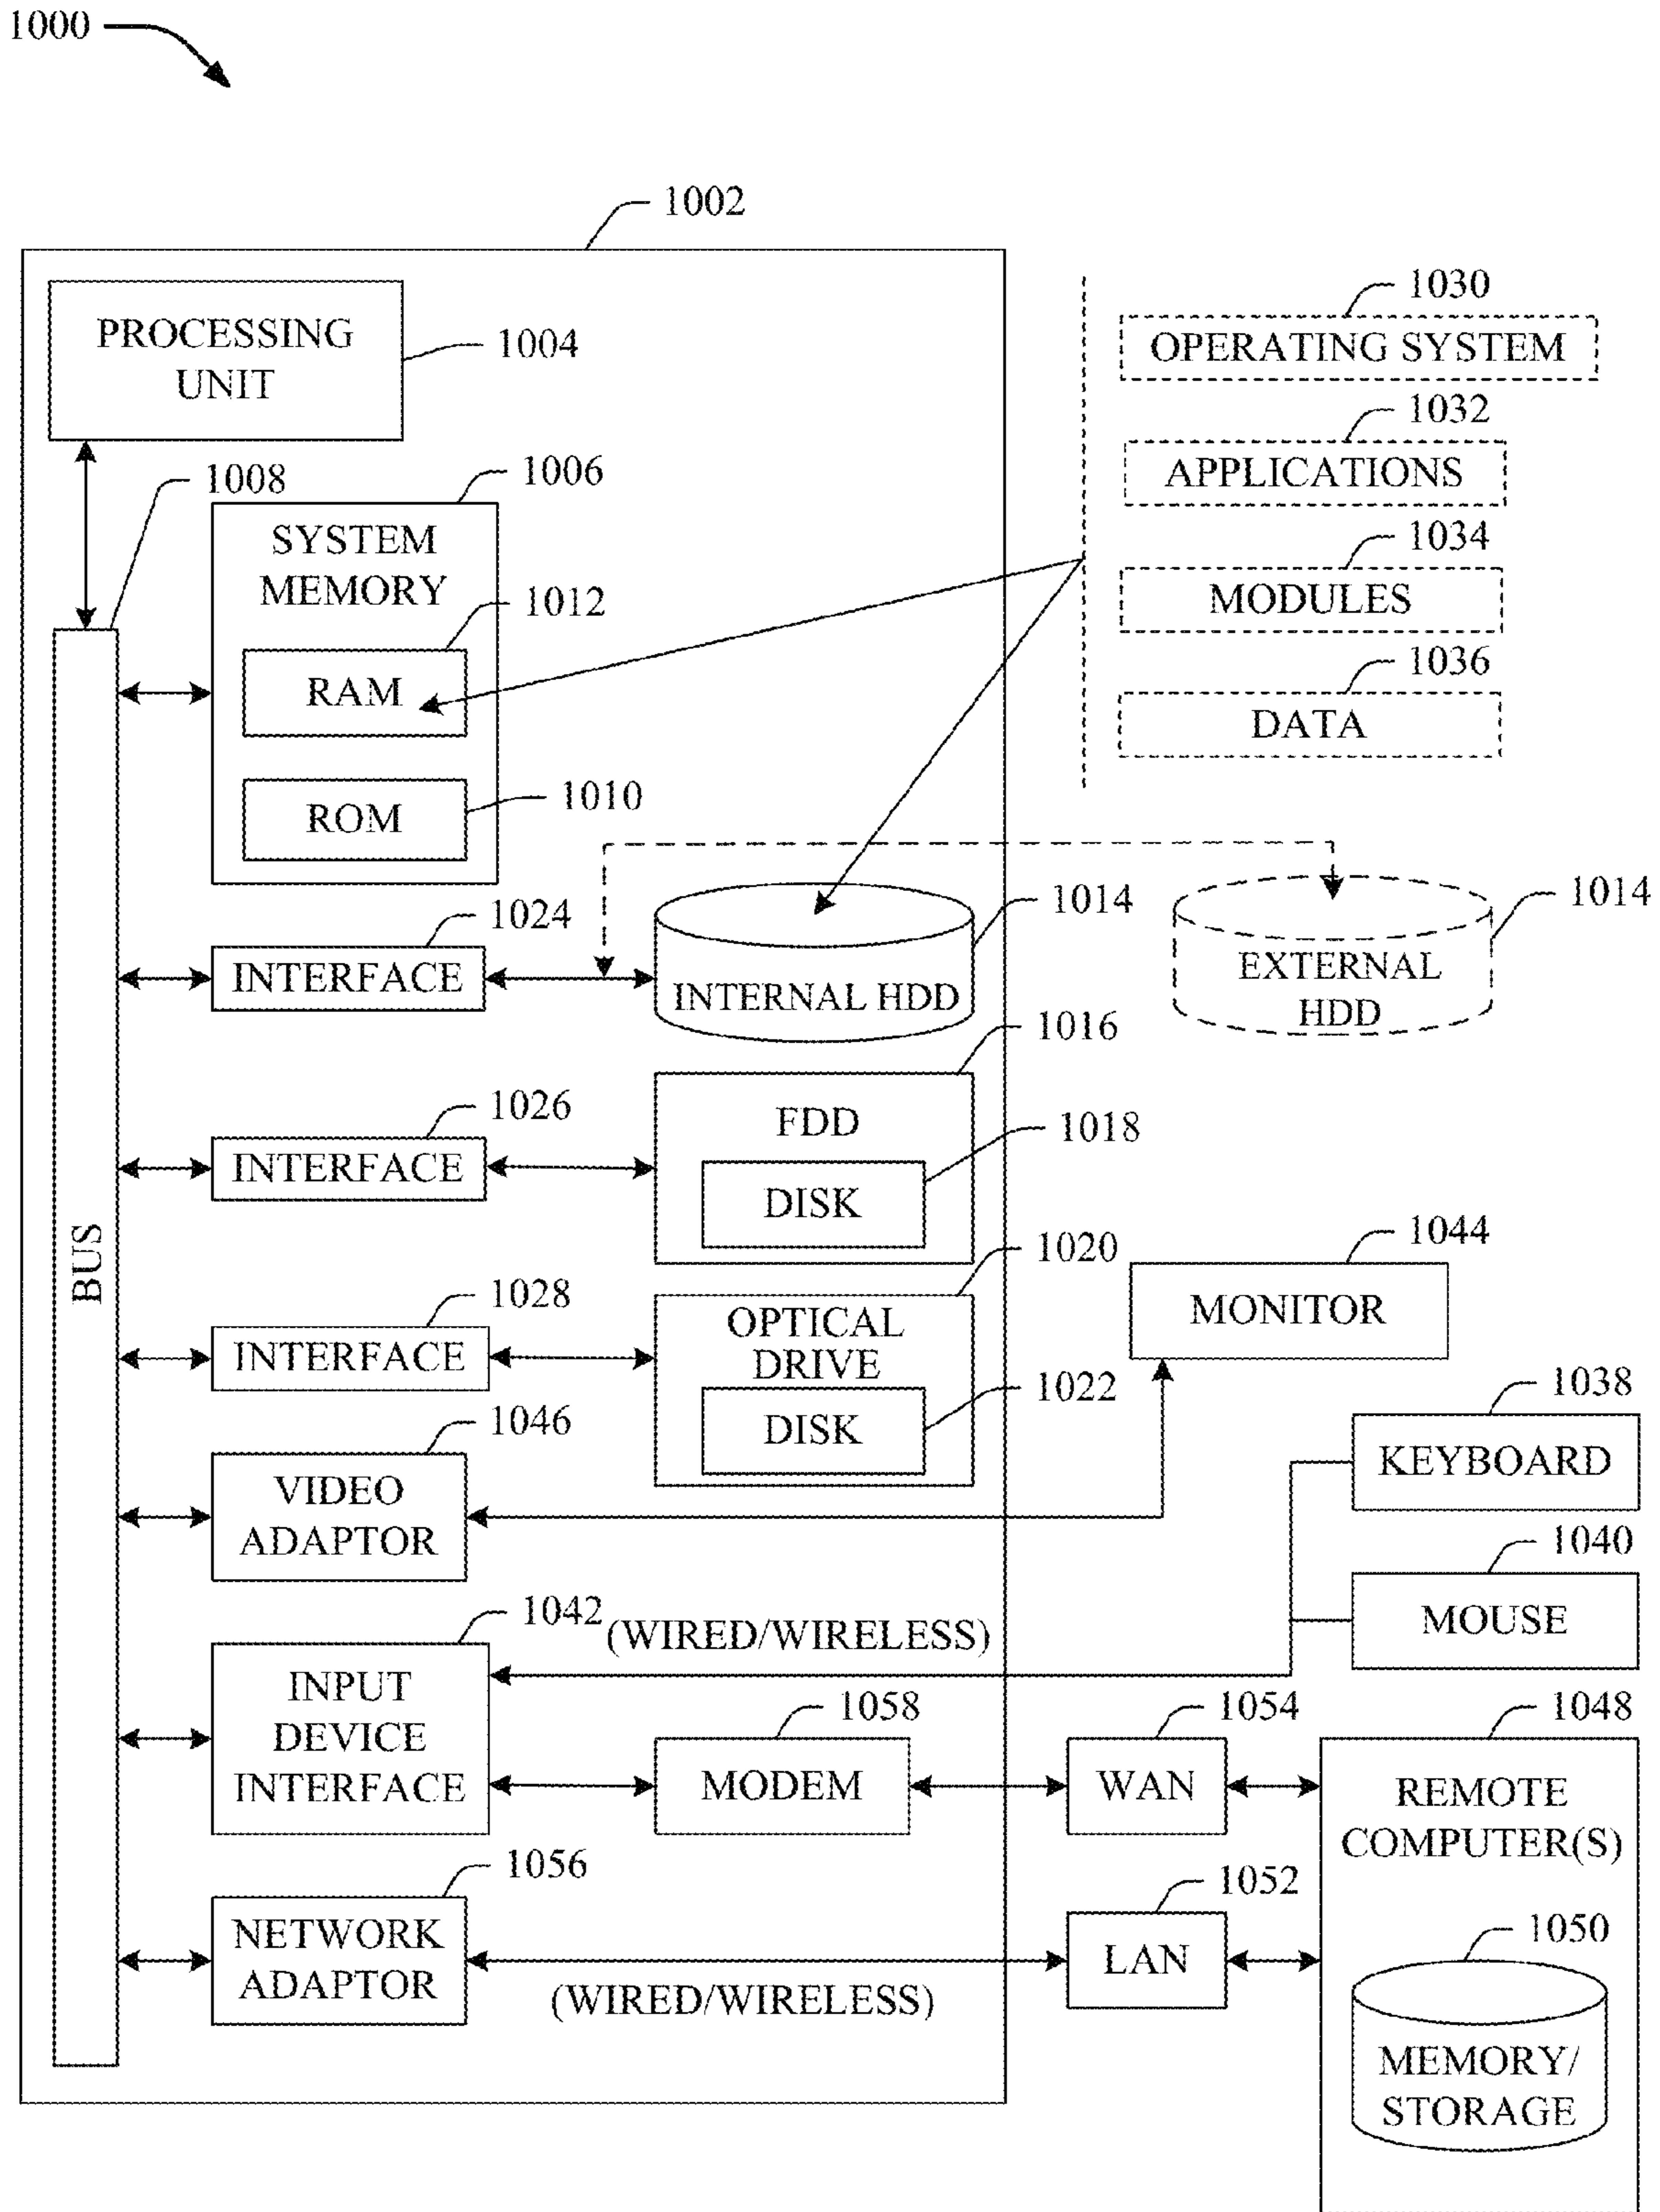 1000
1002
PROCESSING
UNIT
1004
1030
OPERATING SYSTEM
1032
APPLICATIONS
1034
MODULES
1036
DATA
1008
1006
SYSTEM
MEMORY
1012
RAM
1010
ROM
BUS
1024
INTERFACE
1014
INTERNAL HDD
1014
EXTERNAL
HDD
1026
INTERFACE
1016
FDD
1018
DISK
1028
INTERFACE
1020
OPTICAL
DRIVE
1022
DISK
1044
MONITOR
1046
VIDEO
ADAPTOR
1038
KEYBOARD
1040
MOUSE
1042
(WIRED/WIRELESS)
INPUT
DEVICE
INTERFACE
1058
MODEM
1054
WAN
1048
REMOTE
COMPUTER(S)
1056
NETWORK
ADAPTOR
(WIRED/WIRELESS)
1052
LAN
1050
MEMORY/
STORAGE